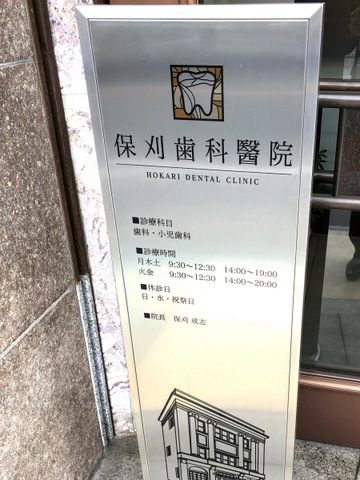 保刈歯科醫院
HOKARI DENTAL CLINIC
■診療科目
歯科・小児歯科
■診療時間
月木土 9:30〜12:30 14:00〜19:00
火金 9:30〜12:30 14:00〜20:00
■休診日
日・水・祝祭日
■院長 保刈 成志